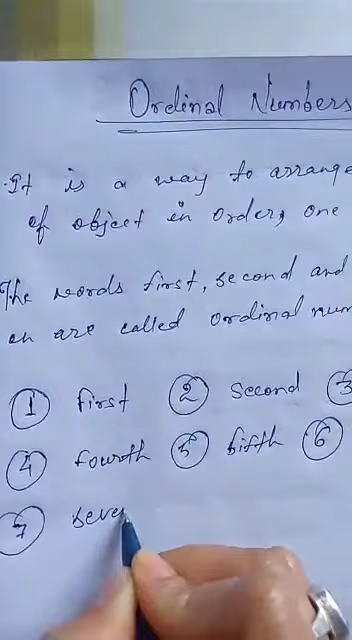 Ordinal Numbers
It is a way to arrange
of object in order, one
The words first, second and
on are called ordinal num
1 first 2 second 3
4 fourth 5 fifth 6
7 seve